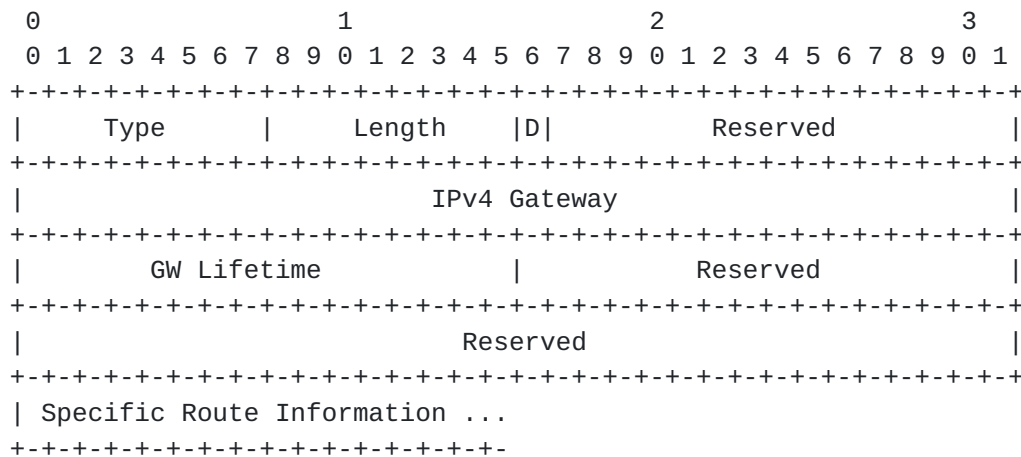 0                   1                   2                   3
 0 1 2 3 4 5 6 7 8 9 0 1 2 3 4 5 6 7 8 9 0 1 2 3 4 5 6 7 8 9 0 1
+-+-+-+-+-+-+-+-+-+-+-+-+-+-+-+-+-+-+-+-+-+-+-+-+-+-+-+-+-+-+-+-+
|     Type      |     Length    |D|          Reserved           |
+-+-+-+-+-+-+-+-+-+-+-+-+-+-+-+-+-+-+-+-+-+-+-+-+-+-+-+-+-+-+-+-+
|                          IPv4 Gateway                         |
+-+-+-+-+-+-+-+-+-+-+-+-+-+-+-+-+-+-+-+-+-+-+-+-+-+-+-+-+-+-+-+-+
|        GW Lifetime            |           Reserved            |
+-+-+-+-+-+-+-+-+-+-+-+-+-+-+-+-+-+-+-+-+-+-+-+-+-+-+-+-+-+-+-+-+
|                            Reserved                           |
+-+-+-+-+-+-+-+-+-+-+-+-+-+-+-+-+-+-+-+-+-+-+-+-+-+-+-+-+-+-+-+-+
| Specific Route Information ...
+-+-+-+-+-+-+-+-+-+-+-+-+-+-+-+-